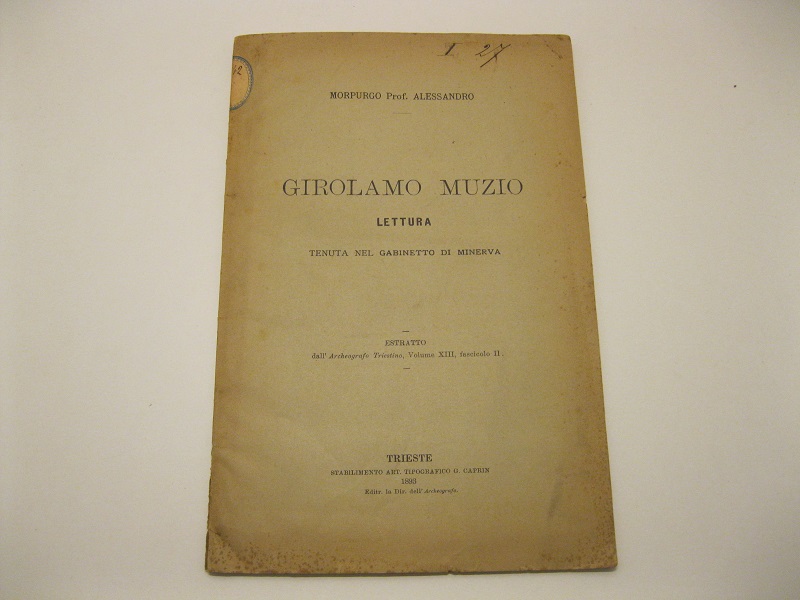 I 27
MORPURGO Prof. ALESSANDRO
GIROLAMO MUZIO
LETTURA
TENUTA NEL GABINETTO DI MINERVA
ESTRATTO
dall' Archeografo Triestino, Volume XIII, fascicolo II.
TRIESTE
STABILIMENTO ART. TIPOGRAFICO G. CAPRIN
1893
Editr. la Dir. dell' Archeografo.